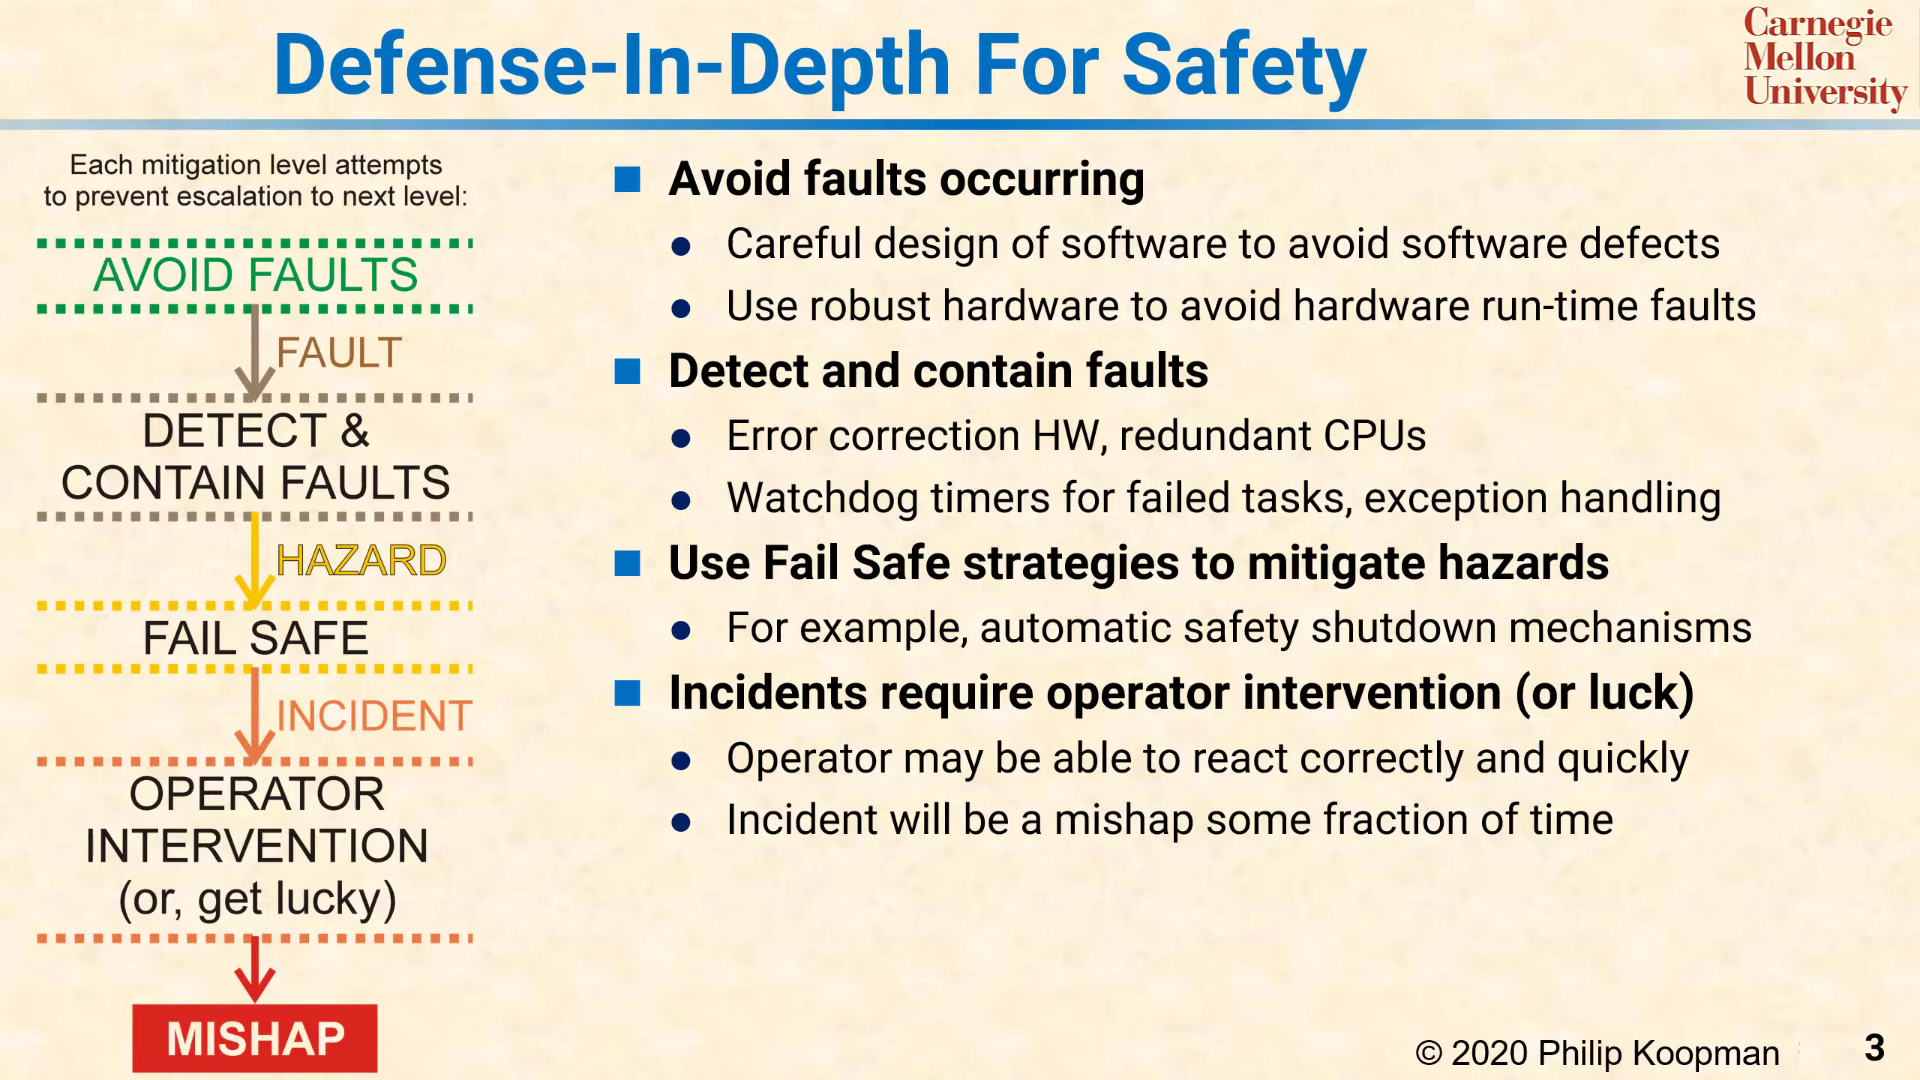 Defense-In-Depth For Safety
Carnegie
Mellon
University
Each mitigation level attempts
to prevent escalation to next level:
AVOID FAULTS
FAULT
DETECT &
CONTAIN FAULTS
HAZARD
FAIL SAFE
INCIDENT
OPERATOR
INTERVENTION
(or, get lucky)
MISHAP
Avoid faults occurring
Careful design of software to avoid software defects
Use robust hardware to avoid hardware run-time faults
Detect and contain faults
Error correction HW, redundant CPUs
Watchdog timers for failed tasks, exception handling
Use Fail Safe strategies to mitigate hazards
For example, automatic safety shutdown mechanisms
Incidents require operator intervention (or luck)
Operator may be able to react correctly and quickly
Incident will be a mishap some fraction of time
© 2020 Philip Koopman
3